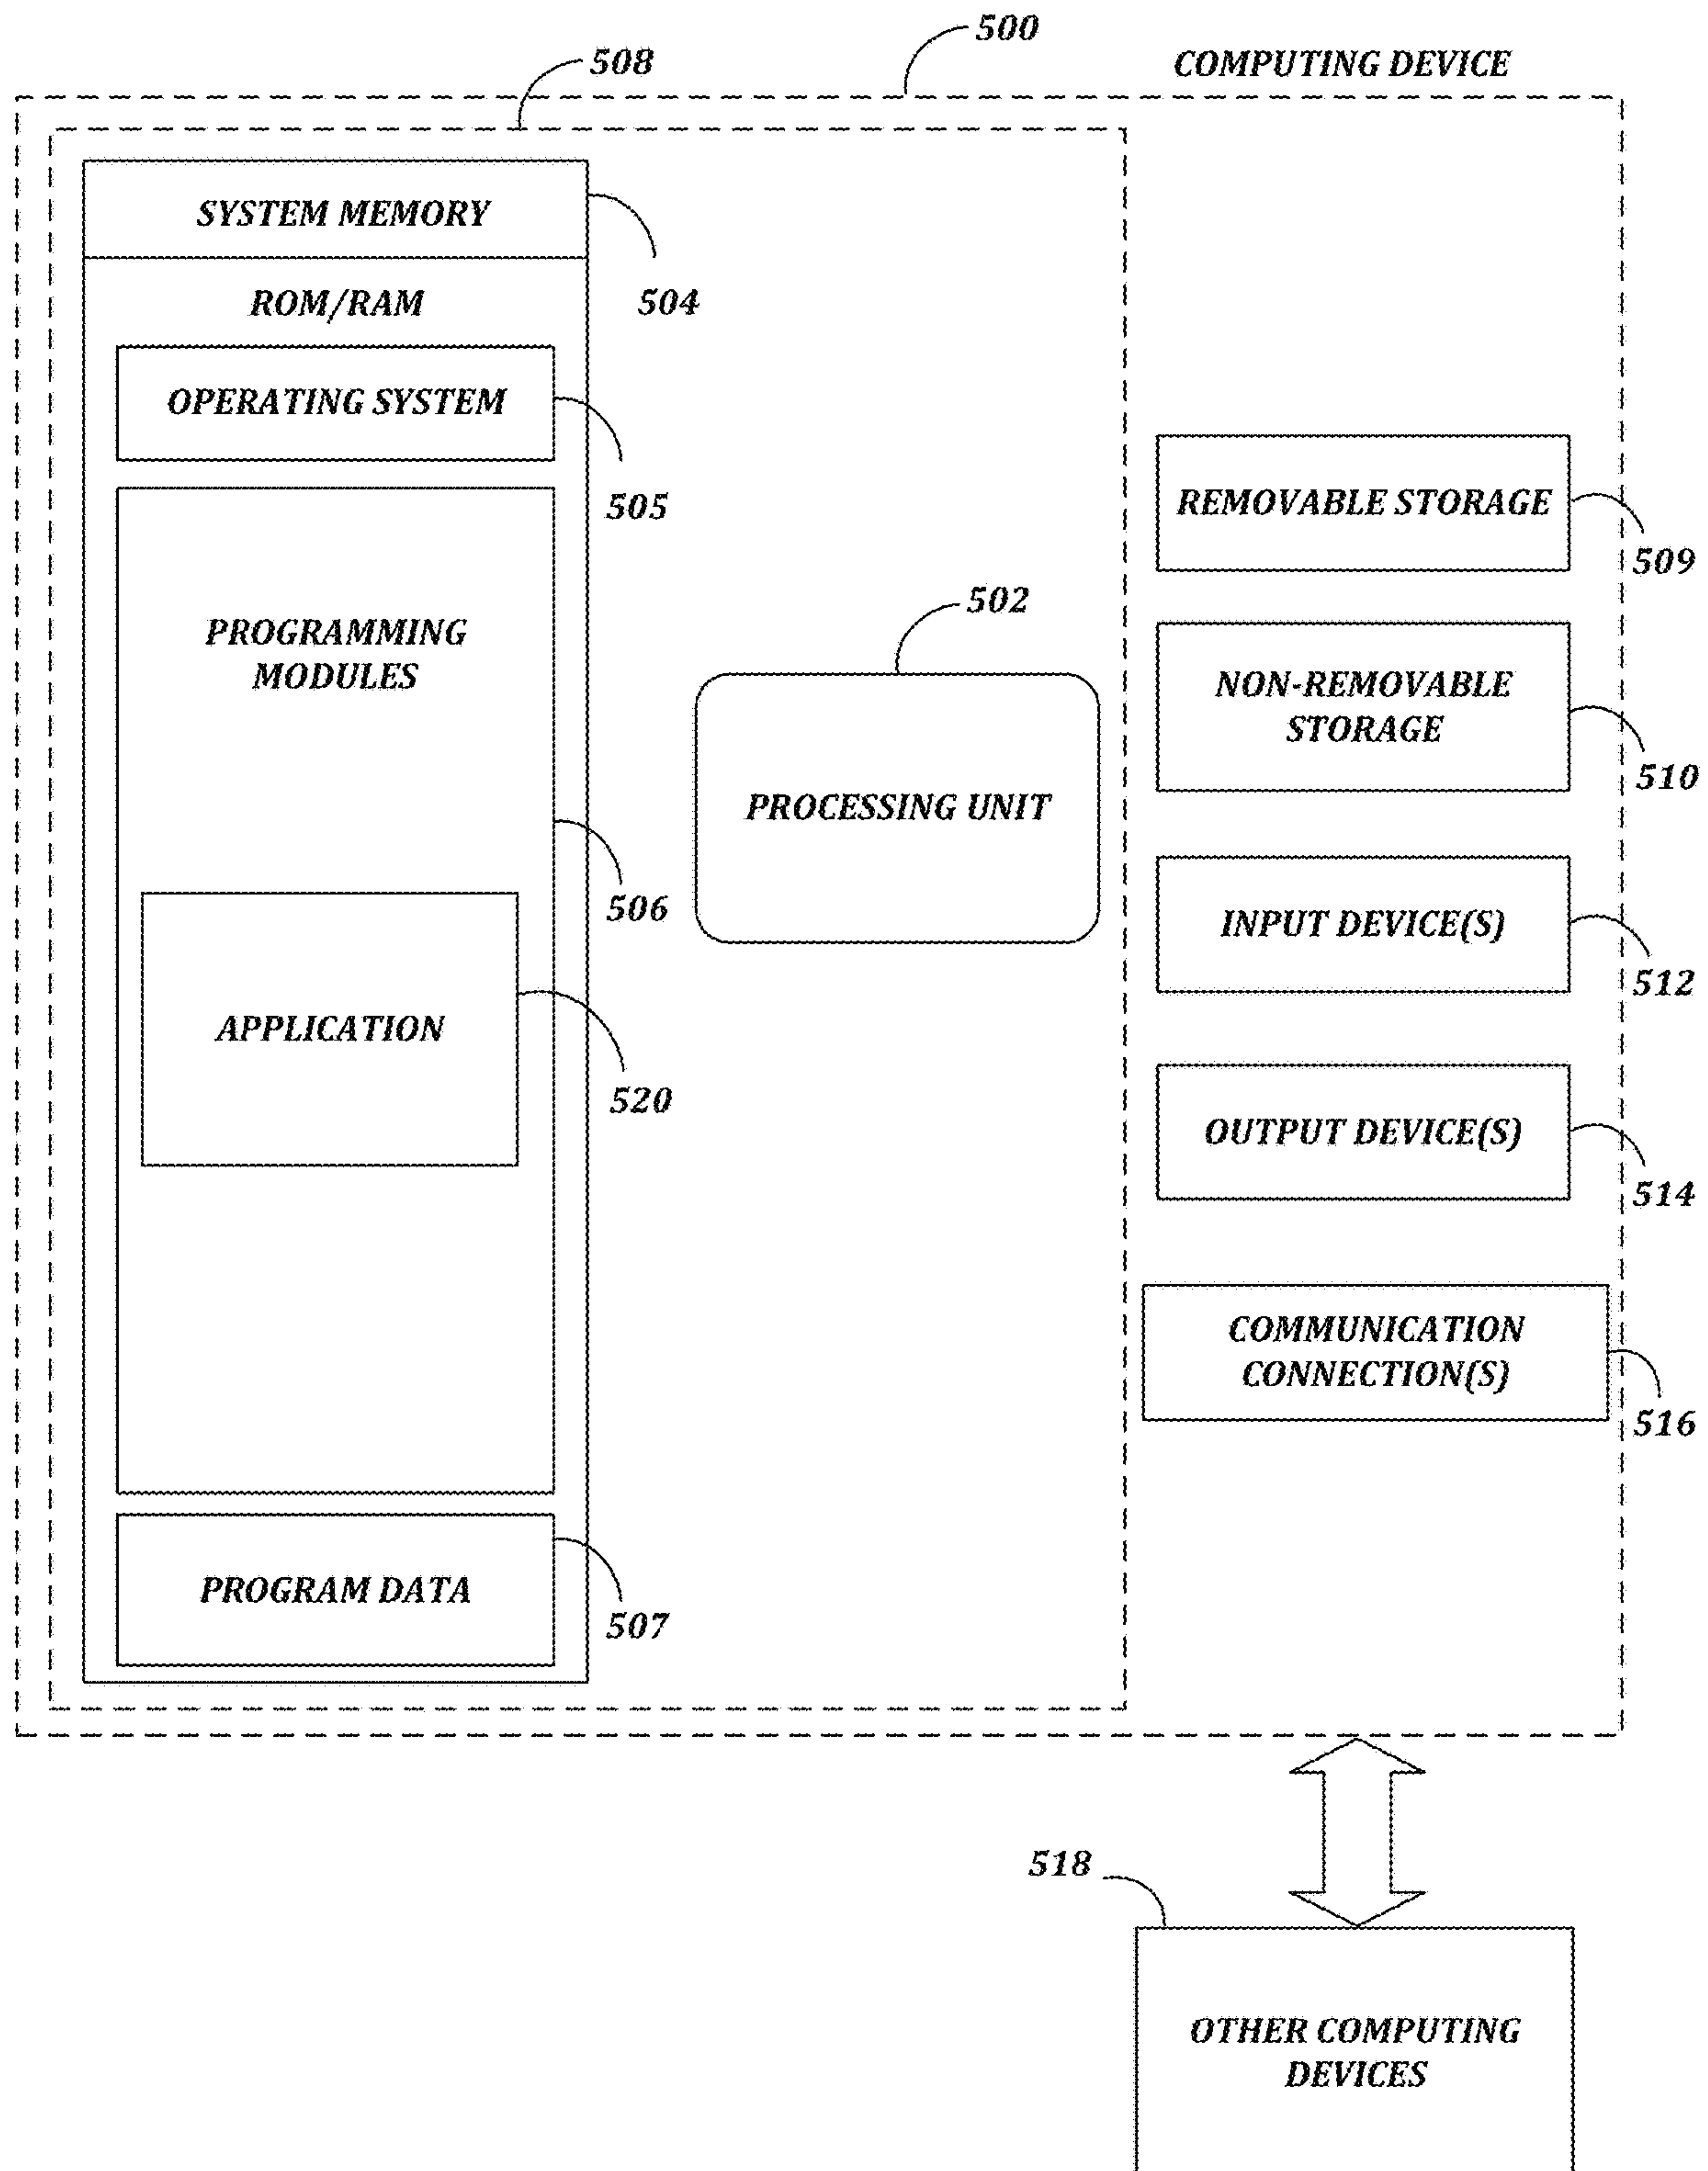 500
508
COMPUTING DEVICE
SYSTEM MEMORY
504
ROM/RAM
OPERATING SYSTEM
505
PROGRAMMING
MODULES
506
APPLICATION
520
PROGRAM DATA
507
502
PROCESSING UNIT
REMOVABLE STORAGE
509
NON-REMOVABLE
STORAGE
510
INPUT DEVICE(S)
512
OUTPUT DEVICE(S)
514
COMMUNICATION
CONNECTION(S)
516
518
OTHER COMPUTING
DEVICES